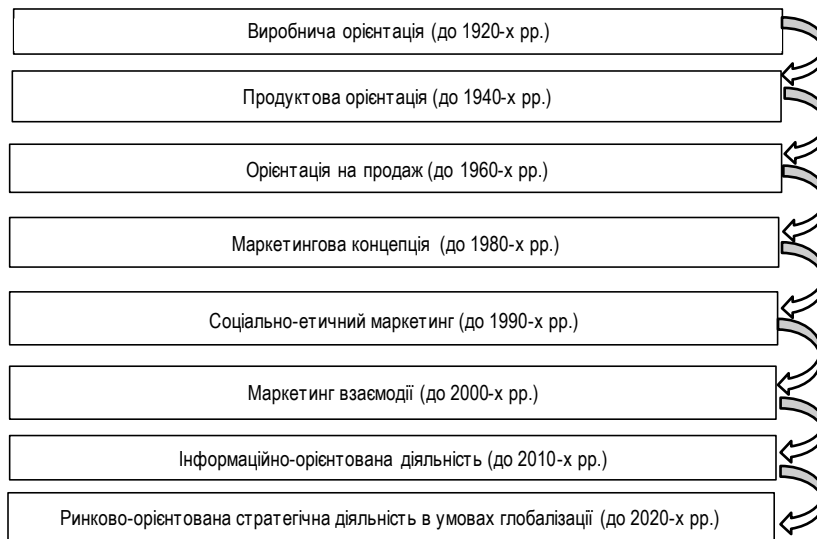 Виробнича орієнтація (до 1920-х рр.)
Продуктова орієнтація (до 1940-х рр.)
Орієнтація на продаж (до 1960-х рр.)
Маркетингова концепція (до 1980-х рр.)
Соціально-етичний маркетинг (до 1990-х рр.)
Маркетинг взаємодії (до 2000-х рр.)
Інформаційно-орієнтована діяльність (до 2010-х рр.)
Ринково-орієнтована стратегічна діяльність в умовах глобалізації (до 2020-х рр.)